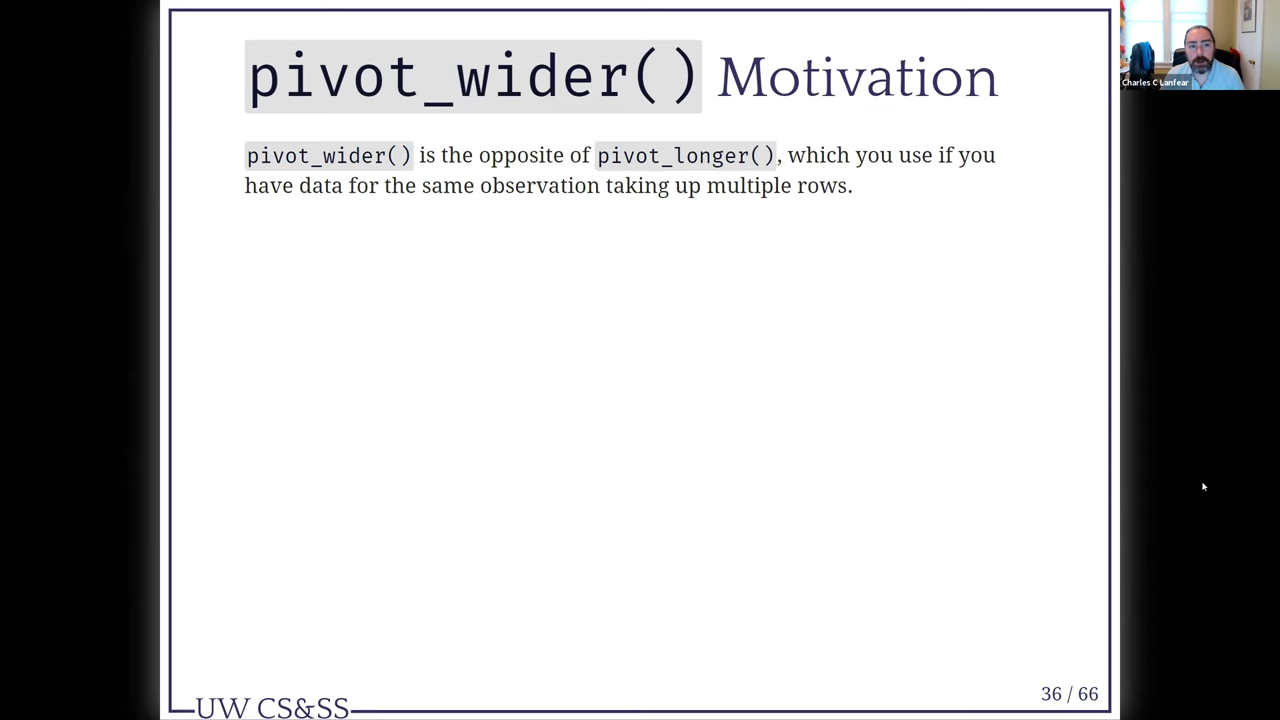 pivot_wider() Motivation
Charles C Lanfear
pivot_wider() is the opposite of pivot_longer(), which you use if you
have data for the same observation taking up multiple rows.
36 / 66
UW CS&SS